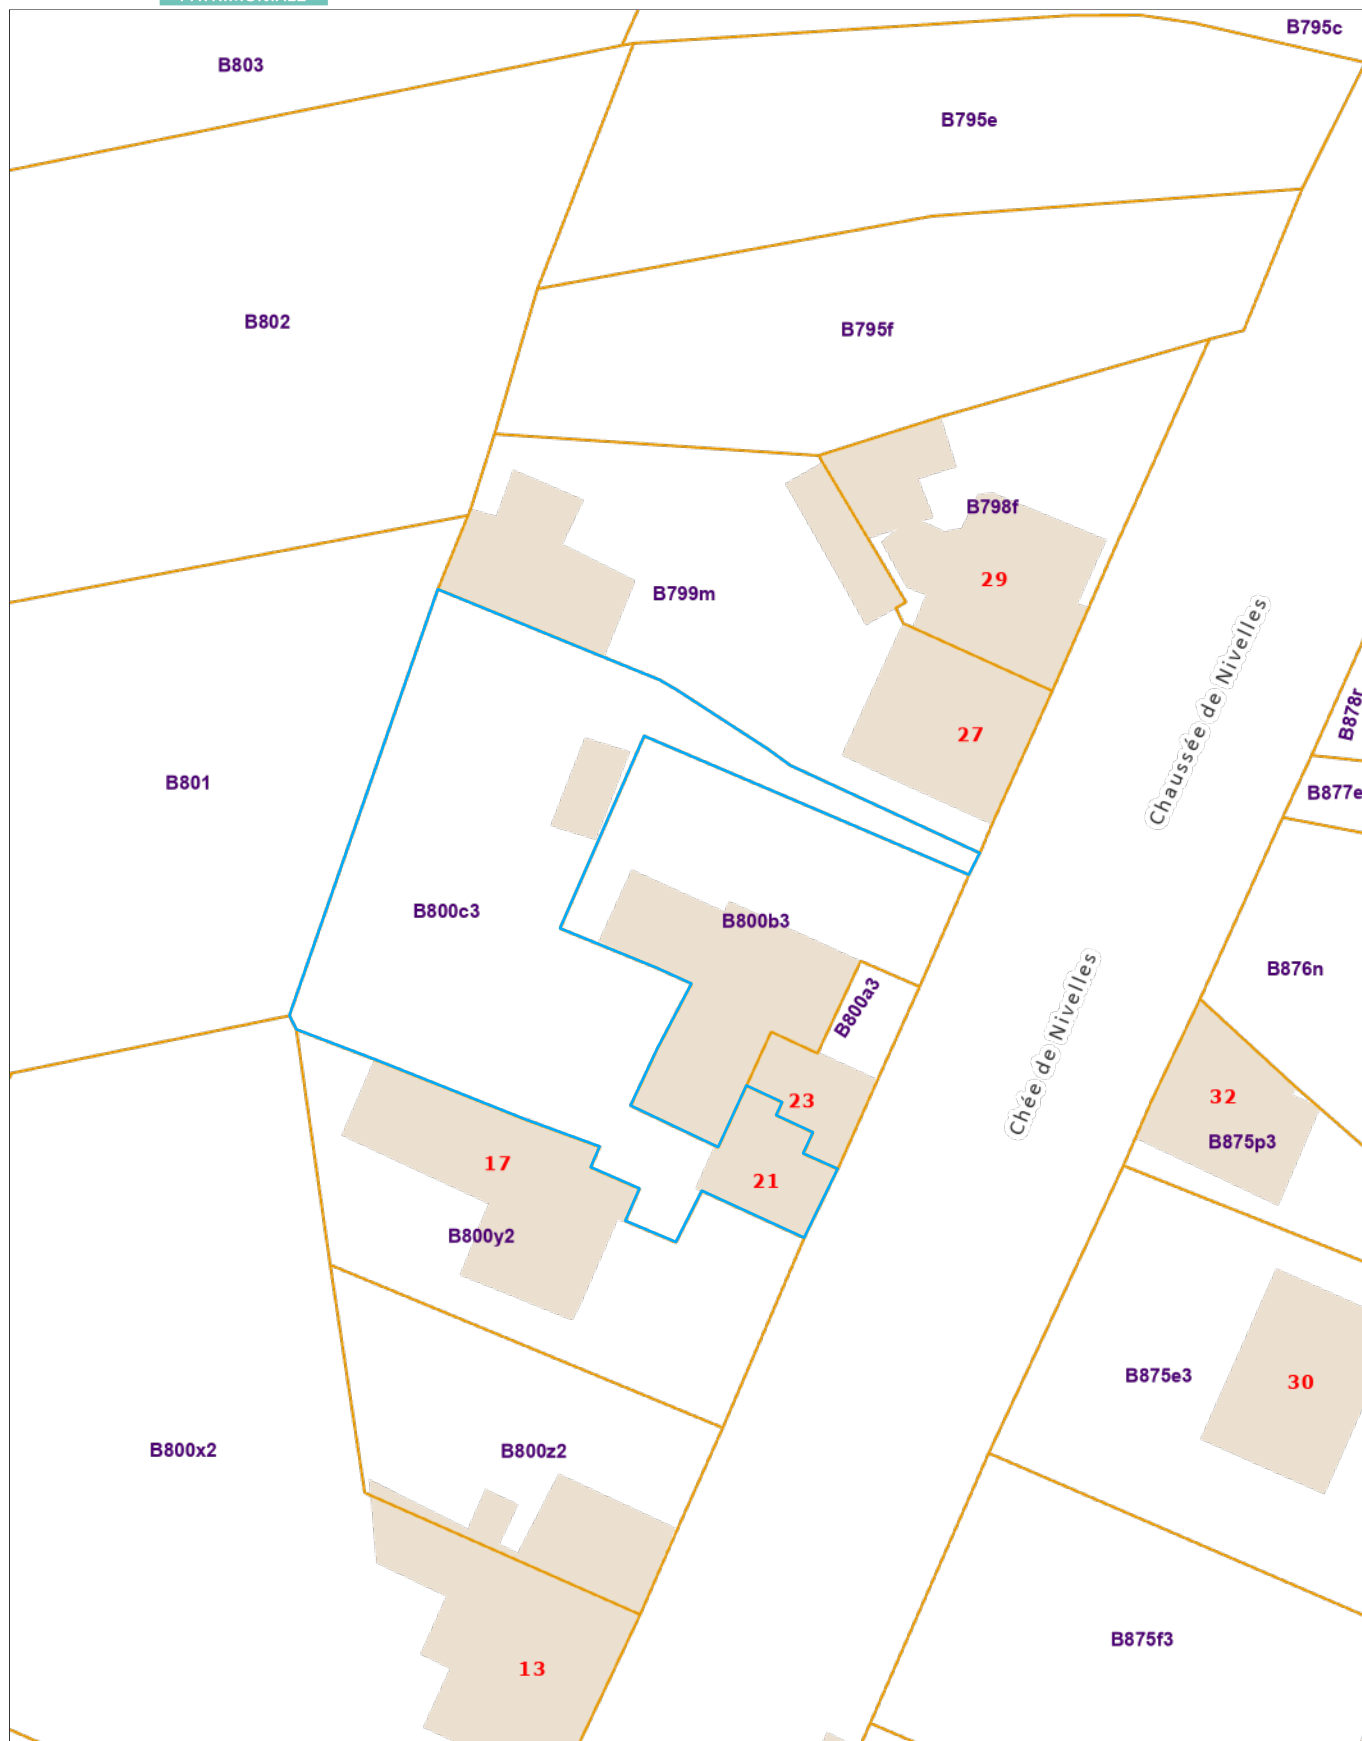 B795c
B803
B795e
B802
B795f
B798f
29
B799m
Chaussée de Nivelles
B878r
27
B801
B877e
B800c3
B800b3
B876n
B800a3
Chée de Nivelles
32
23
B875p3
17
21
B800y2
B875e3
30
B800x2
B800z2
B875f3
13